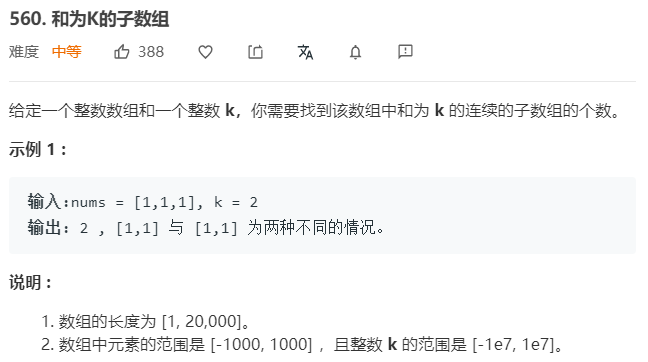 560. 和为K的子数组
难度 中等 388 文A
给定一个整数数组和一个整数 k，你需要找到该数组中和为 k 的连续的子数组的个数。
示例 1 :
输入:nums = [1,1,1], k = 2
输出: 2 , [1,1] 与 [1,1] 为两种不同的情况。
说明 :
1. 数组的长度为 [1, 20,000]。
2. 数组中元素的范围是 [-1000, 1000] ，且整数 k 的范围是 [-1e7, 1e7]。